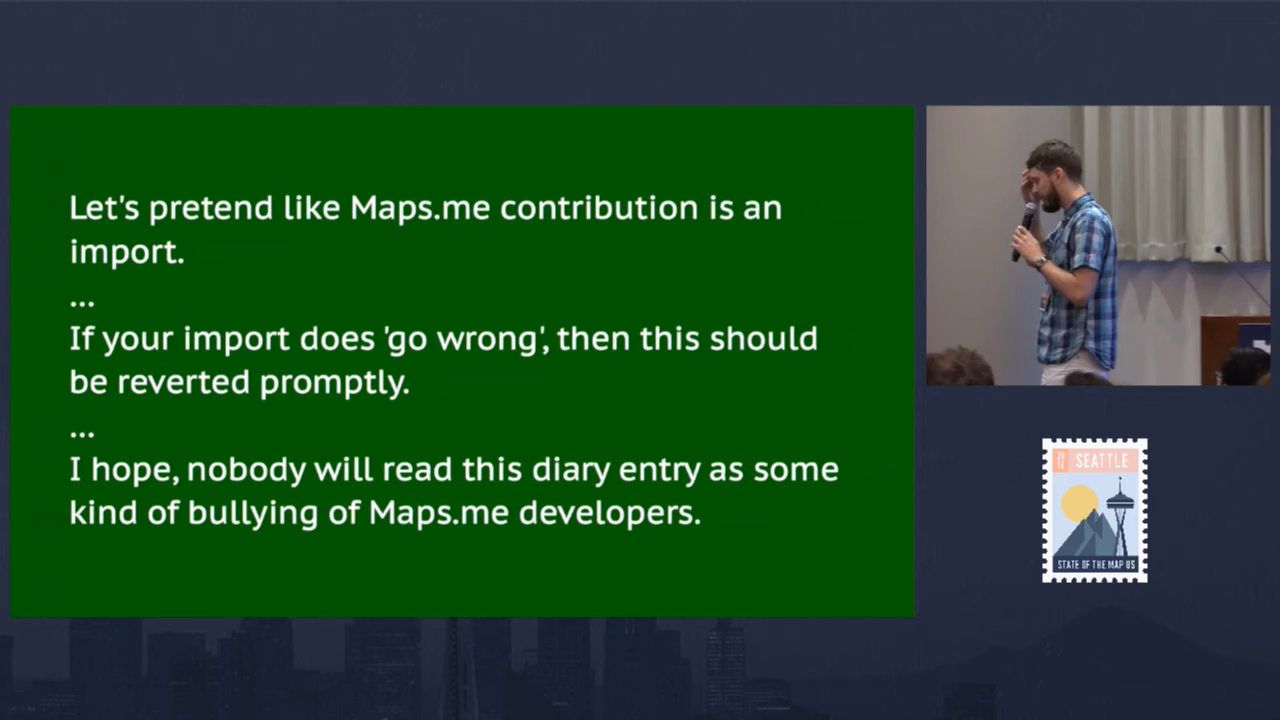 Let's pretend like Maps.me contribution is an
import.
...
If your import does 'go wrong', then this should
be reverted promptly.
...
I hope, nobody will read this diary entry as some
kind of bullying of Maps.me developers.
SEATTLE
STATE OF THE MAP US